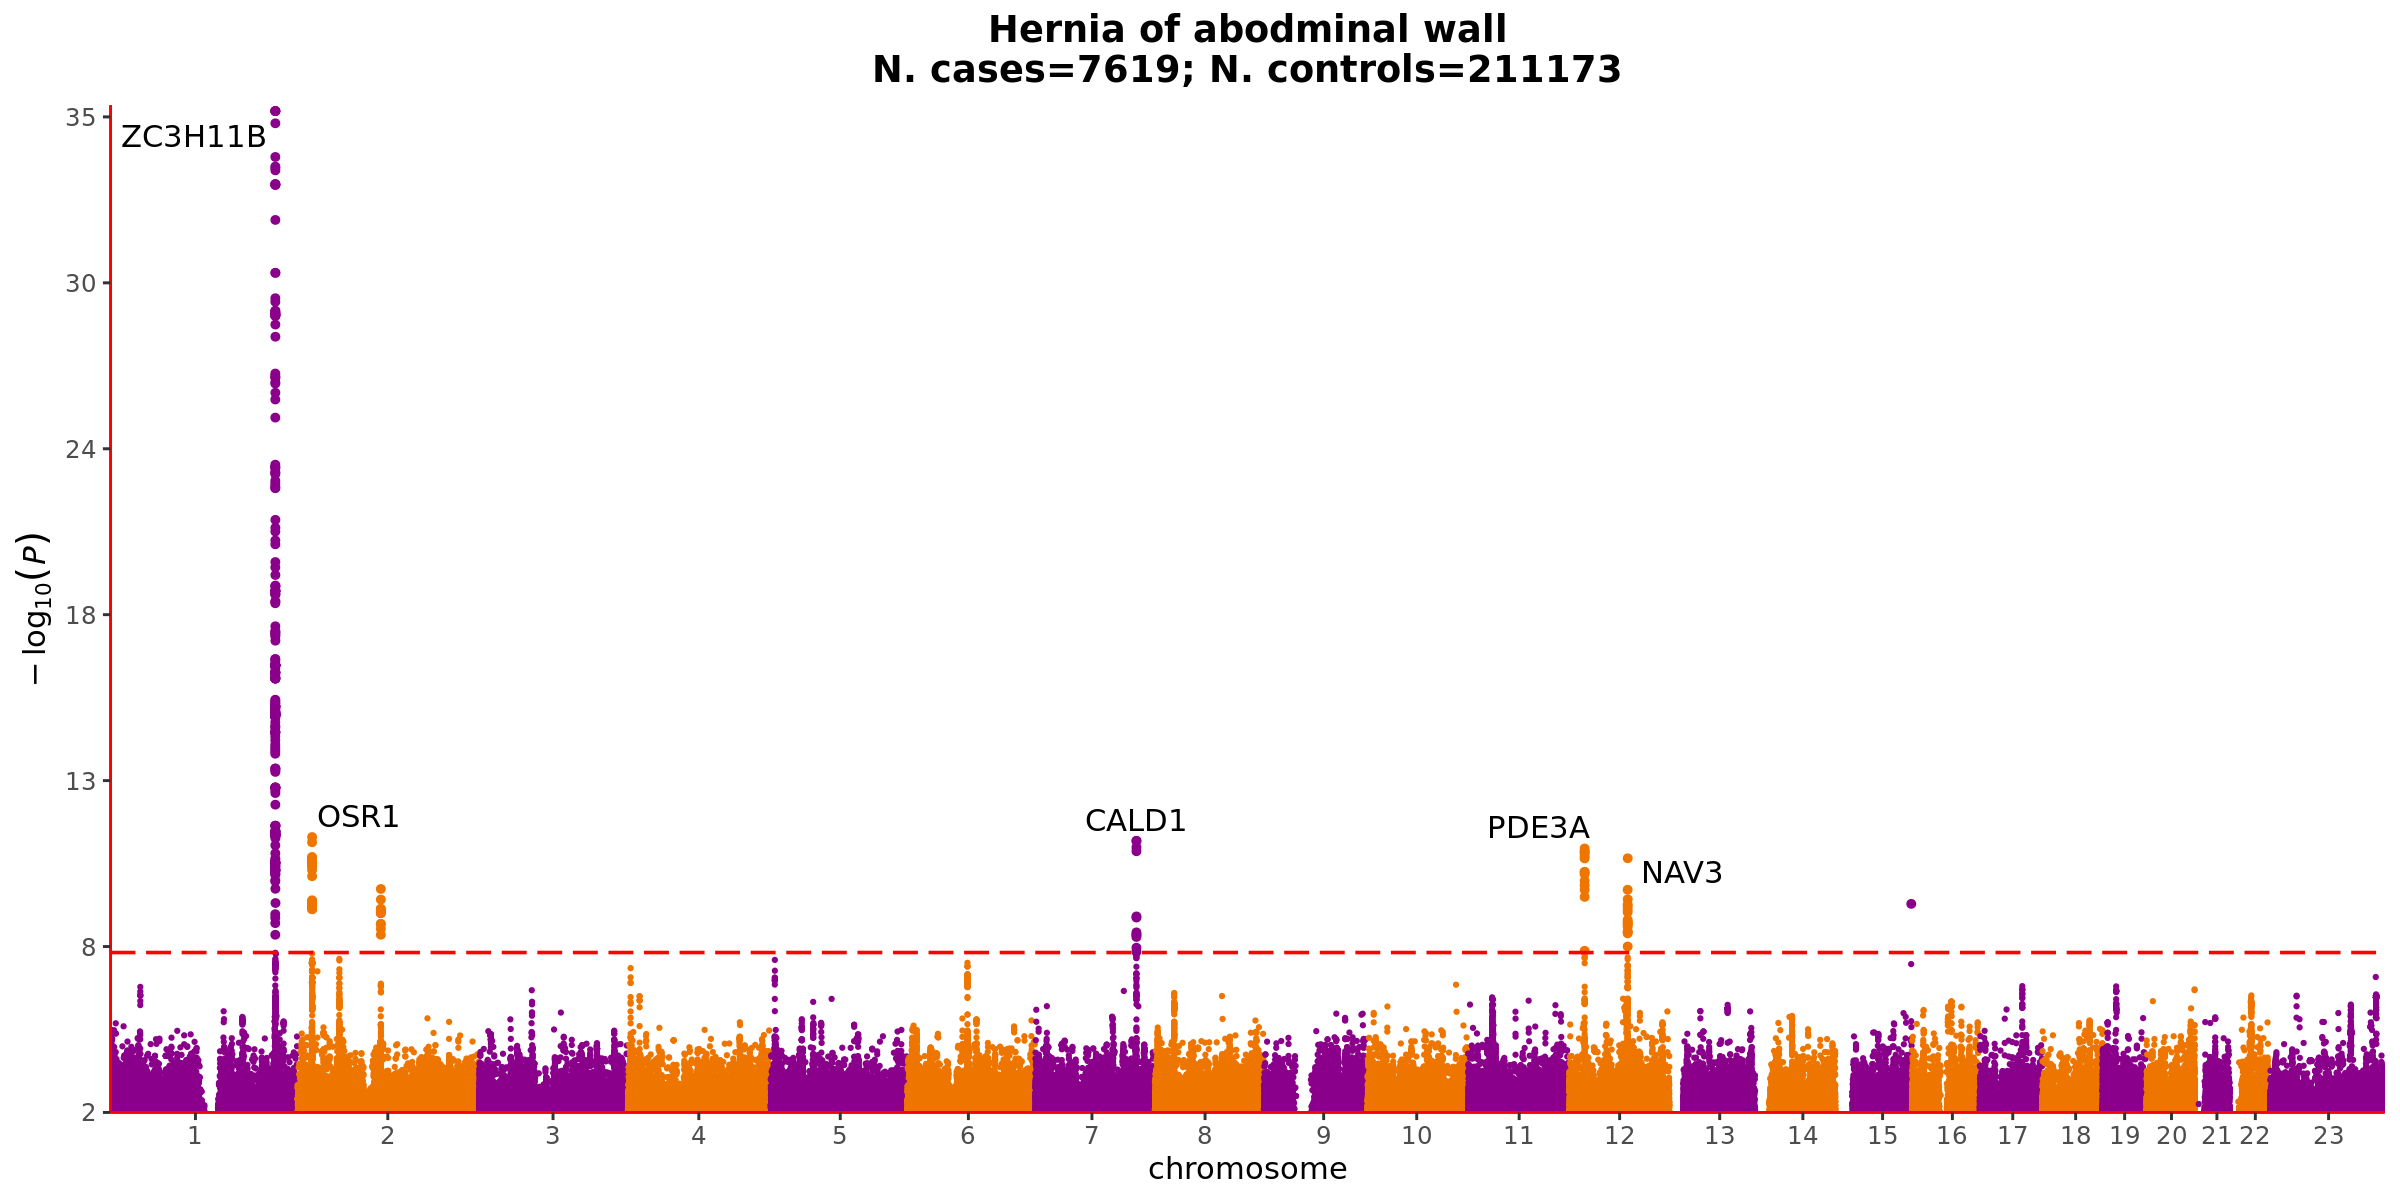 Hernia of abodminal wall
N. cases=7619; N. controls=211173
35
ZC3H11B
30
24
18
13
8
2
−log10(P)
OSR1
CALD1
PDE3A
NAV3
1 2 3 4 5 6 7 8 9 10 11 12 13 14 15 16 17 18 19 20 21 22 23
chromosome